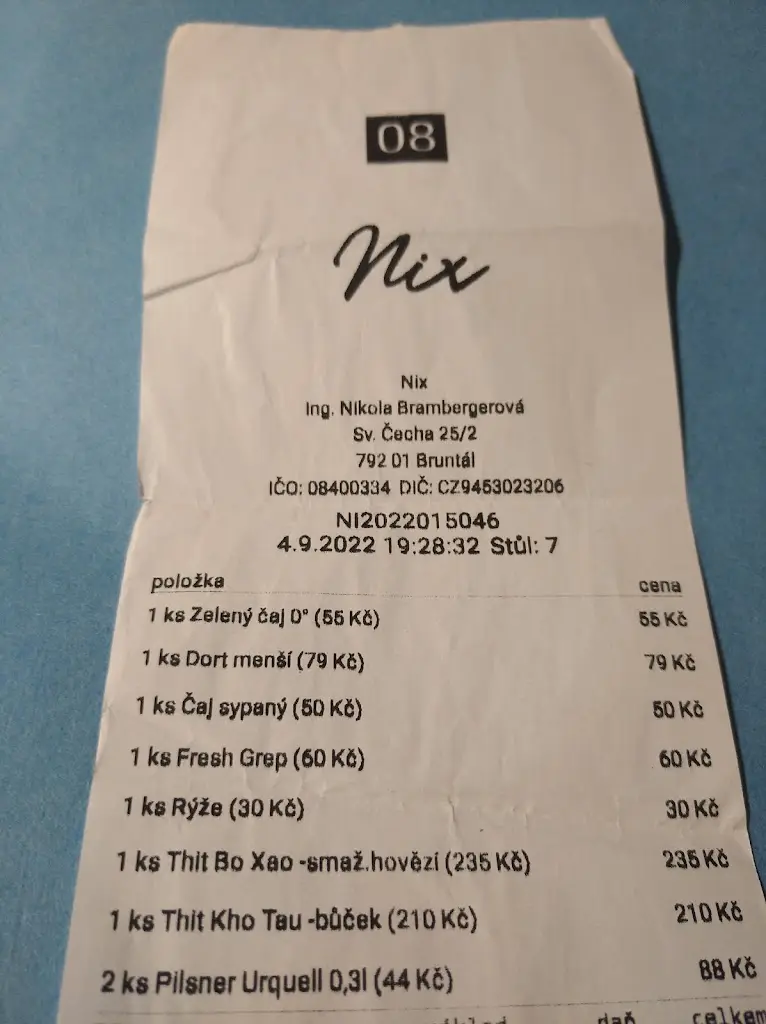 08
Nix
Nix
Ing. Nikola Brambergerová
Sv. Čecha 25/2
792 01 Bruntál
IČO: 08400334 DIČ: CZ9453023206
NI2022015046
4.9.2022 19:28:32 Stůl: 7
položka cena
1 ks Zelený čaj 0° (55 Kč) 55 Kč
1 ks Dort menší (79 Kč) 79 Kč
1 ks Čaj sypaný (50 Kč) 50 Kč
1 ks Fresh Grep (60 Kč) 60 Kč
1 ks Rýže (30 Kč) 30 Kč
1 ks Thit Bo Xao -smaž.hovězí (235 Kč) 235 Kč
1 ks Thit Kho Tau -bůček (210 Kč) 210 Kč
2 ks Pilsner Urquell 0,3l (44 Kč) 88 Kč
daň celkem